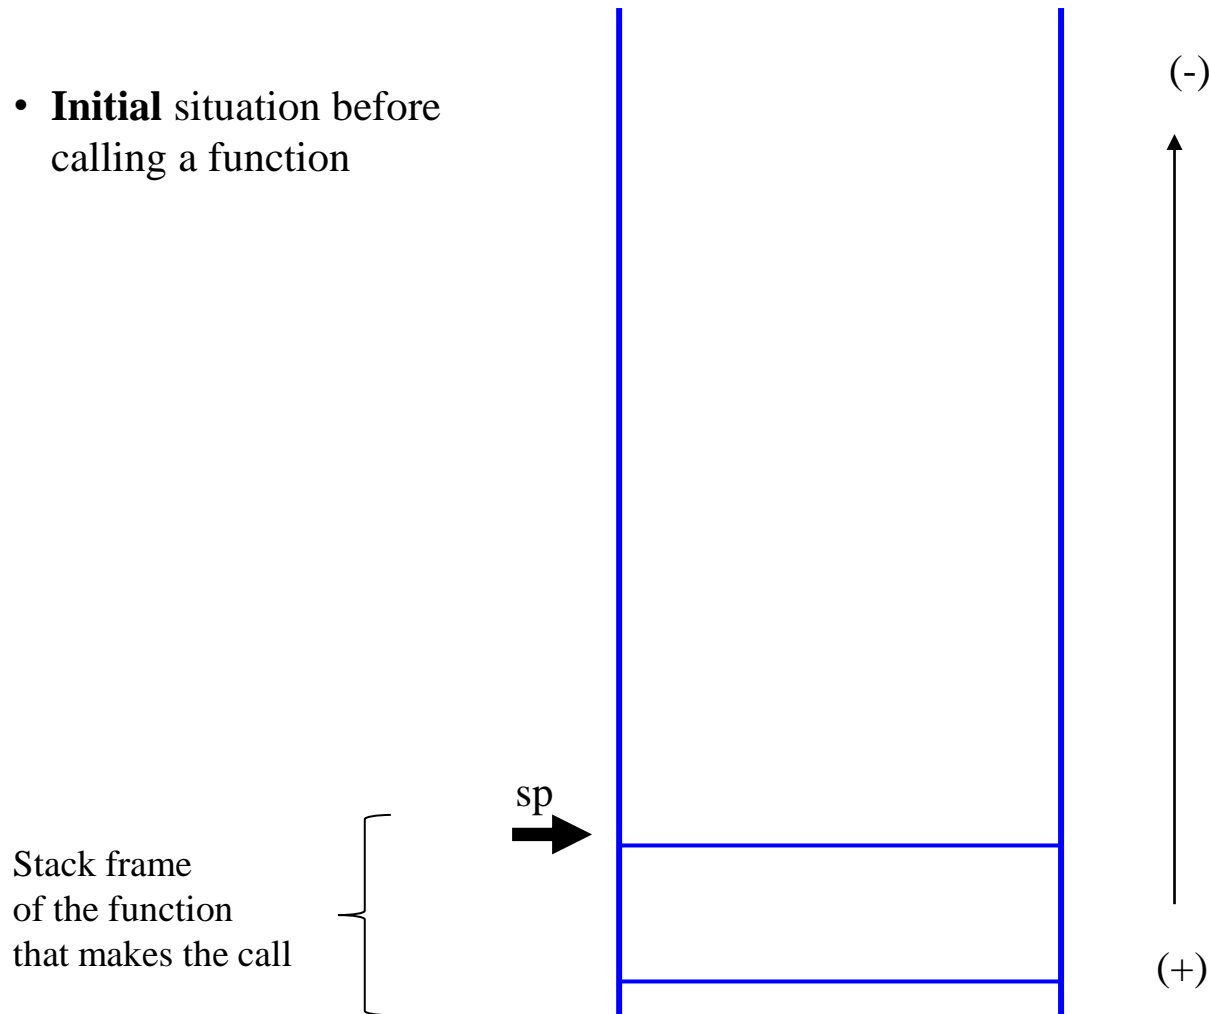 (-)
• Initial situation before
calling a function
sp
Stack frame
of the function
that makes the call
(+)